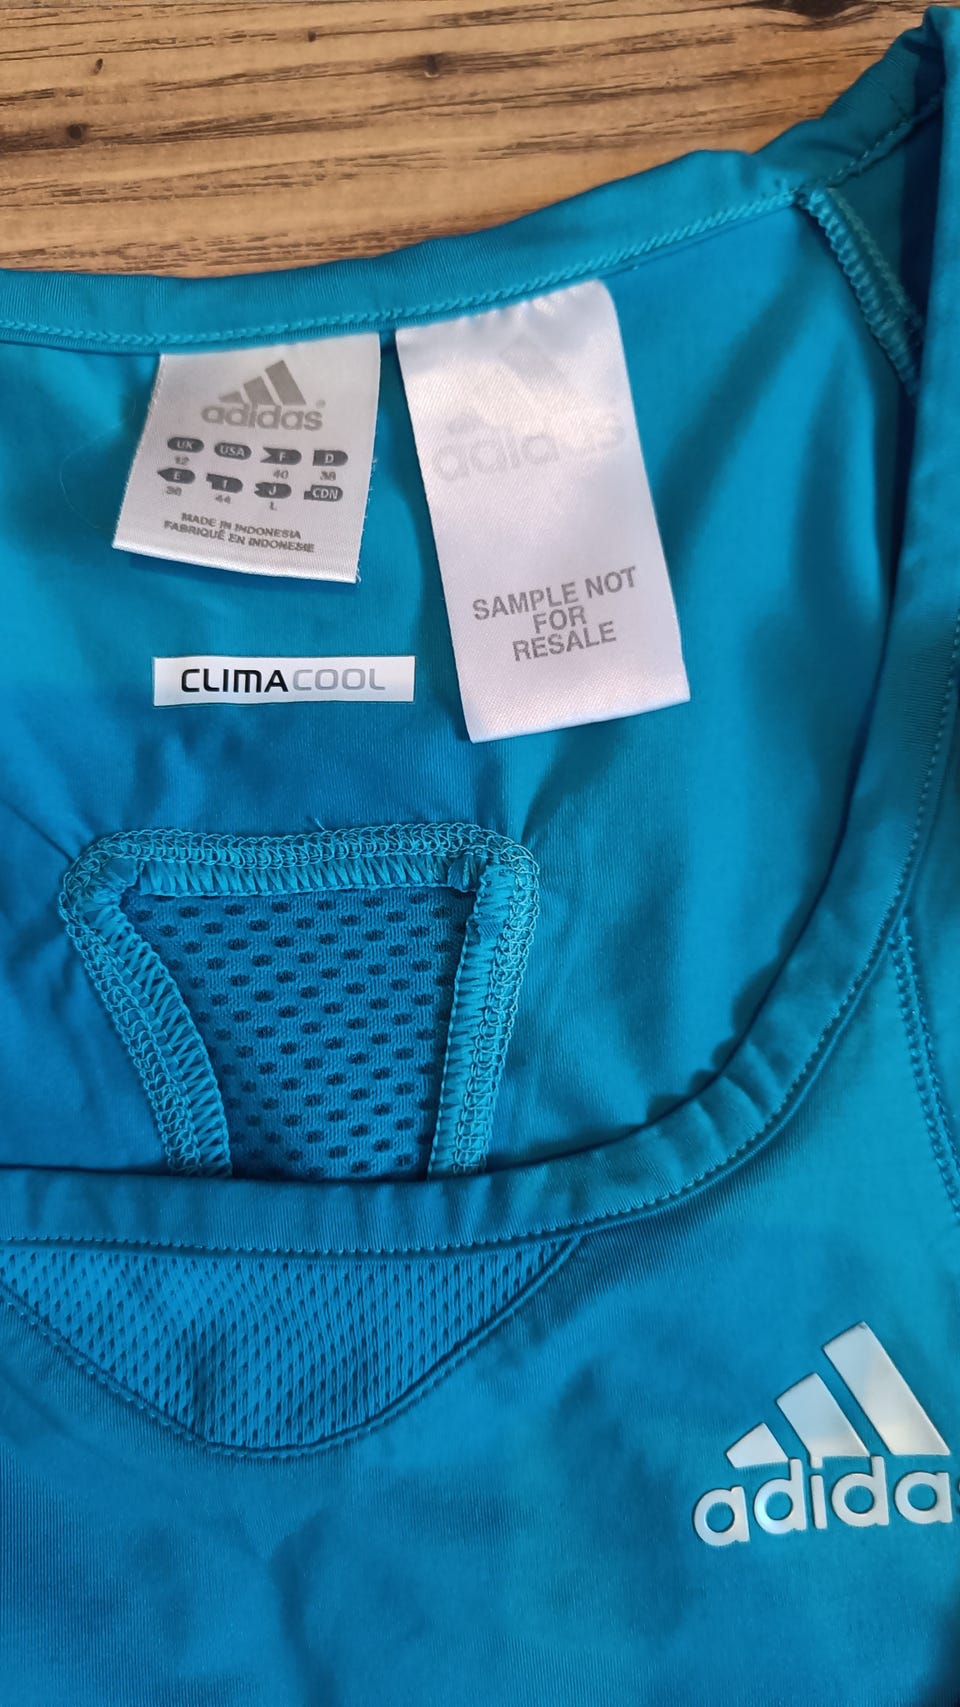 adidas®
UK USA F D
12 40 38
E I J CDN
38 44 L
MADE IN INDONESIA
FABRIQUÉ EN INDONESIE
adidas
SAMPLE NOT
FOR
RESALE
CLIMACOOL
adidas